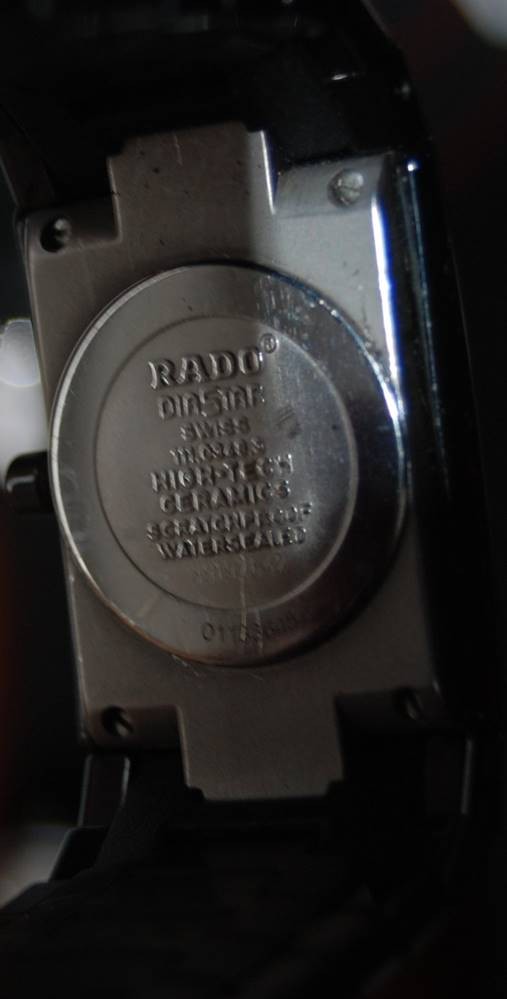 RADO®
DIASTAR
SWISS
HIGH-TECH
CERAMICS
SCRATCHPROOF
WATERSEALED